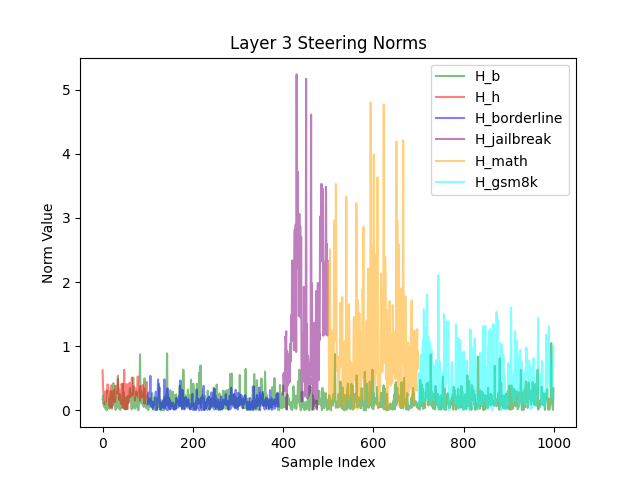 Layer 3 Steering Norms
H_b
H_h
H_borderline
H_jailbreak
H_math
H_gsm8k
Norm Value
5
4
3
2
1
0
0 200 400 600 800 1000
Sample Index